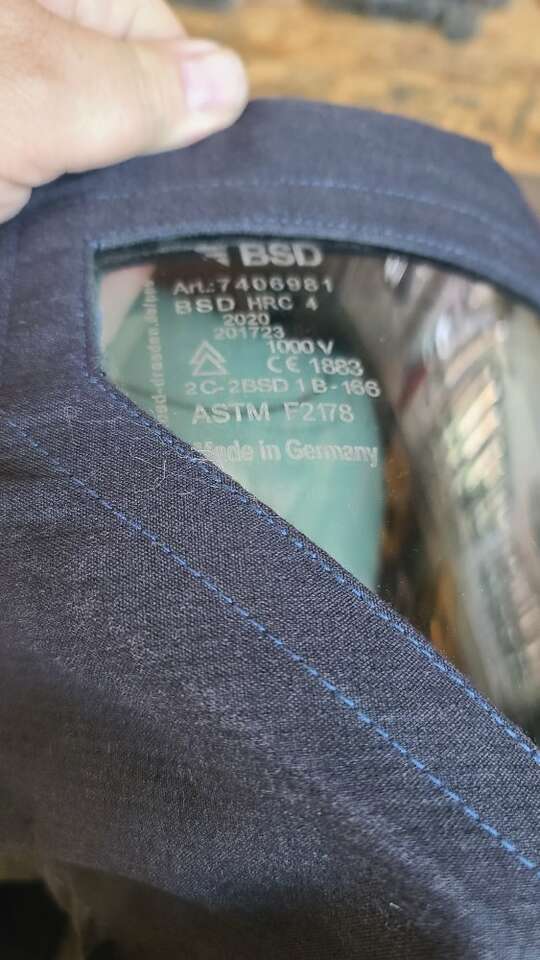 BSD
Art.:7406981
BSD HRC 4
2020
201723
1000 V
CE 1883
2C-2BSD 1 B-166
ASTM F2178
Made in Germany